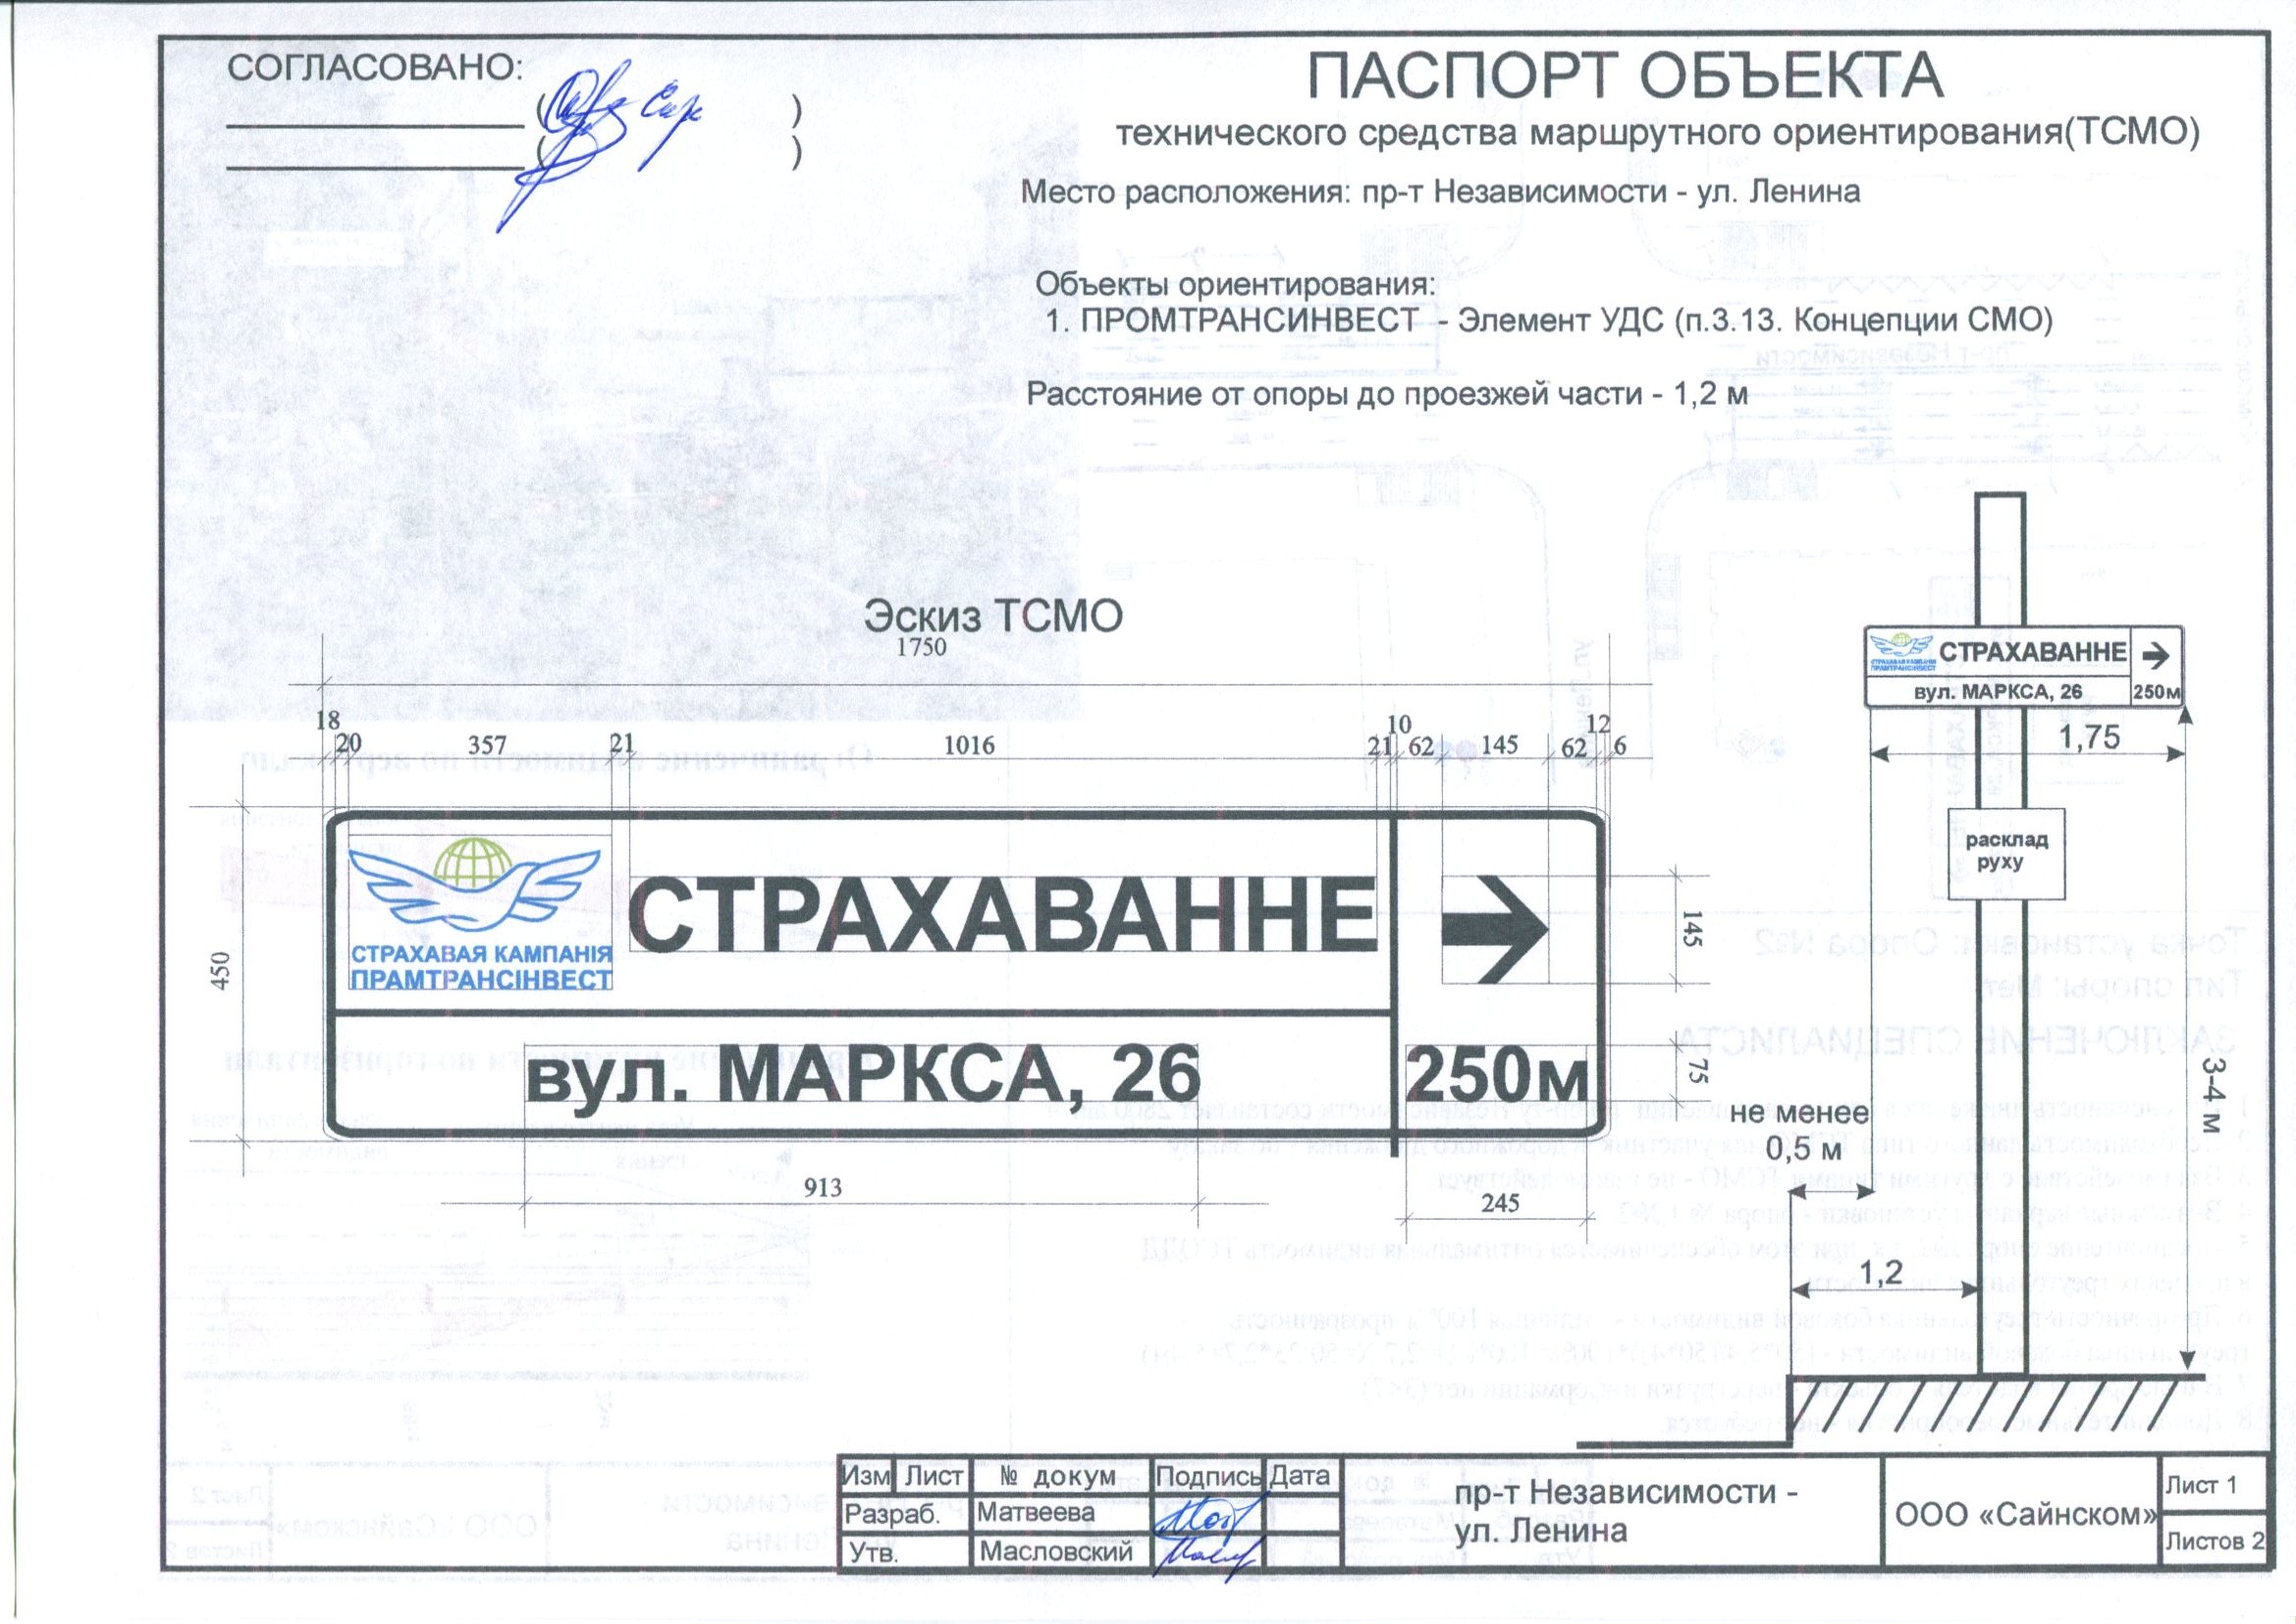 СОГЛАСОВАНО:
ПАСПОРТ ОБЪЕКТА
технического средства маршрутного ориентирования(ТСМО)
Место расположения: пр-т Независимости - ул. Ленина
Объекты ориентирования:
1. ПРОМТРАНСИНВЕСТ - Элемент УДС (п.3.13. Концепции СМО)
Расстояние от опоры до проезжей части - 1,2 м
Эскиз ТСМО
1750
18 20 357 21 1016 21 10 62 145 62 12 6
450
СТРАХАВАЯ КАМПАНІЯ
ПРАМТРАНСІНВЕСТ
СТРАХАВАННЕ
145
вул. МАРКСА, 26
250м
75
913
245
СТРАХАВАЯ КАМПАНІЯ
ПРАМТРАНСІНВЕСТ
СТРАХАВАННЕ
вул. МАРКСА, 26
250м
1,75
расклад
руху
3-4 м
не менее
0,5 м
1,2
Изм Лист № докум Подпись Дата
Разраб. Матвеева
Утв. Масловский
пр-т Независимости -
ул. Ленина
ООО «Сайнском»
Лист 1
Листов 2